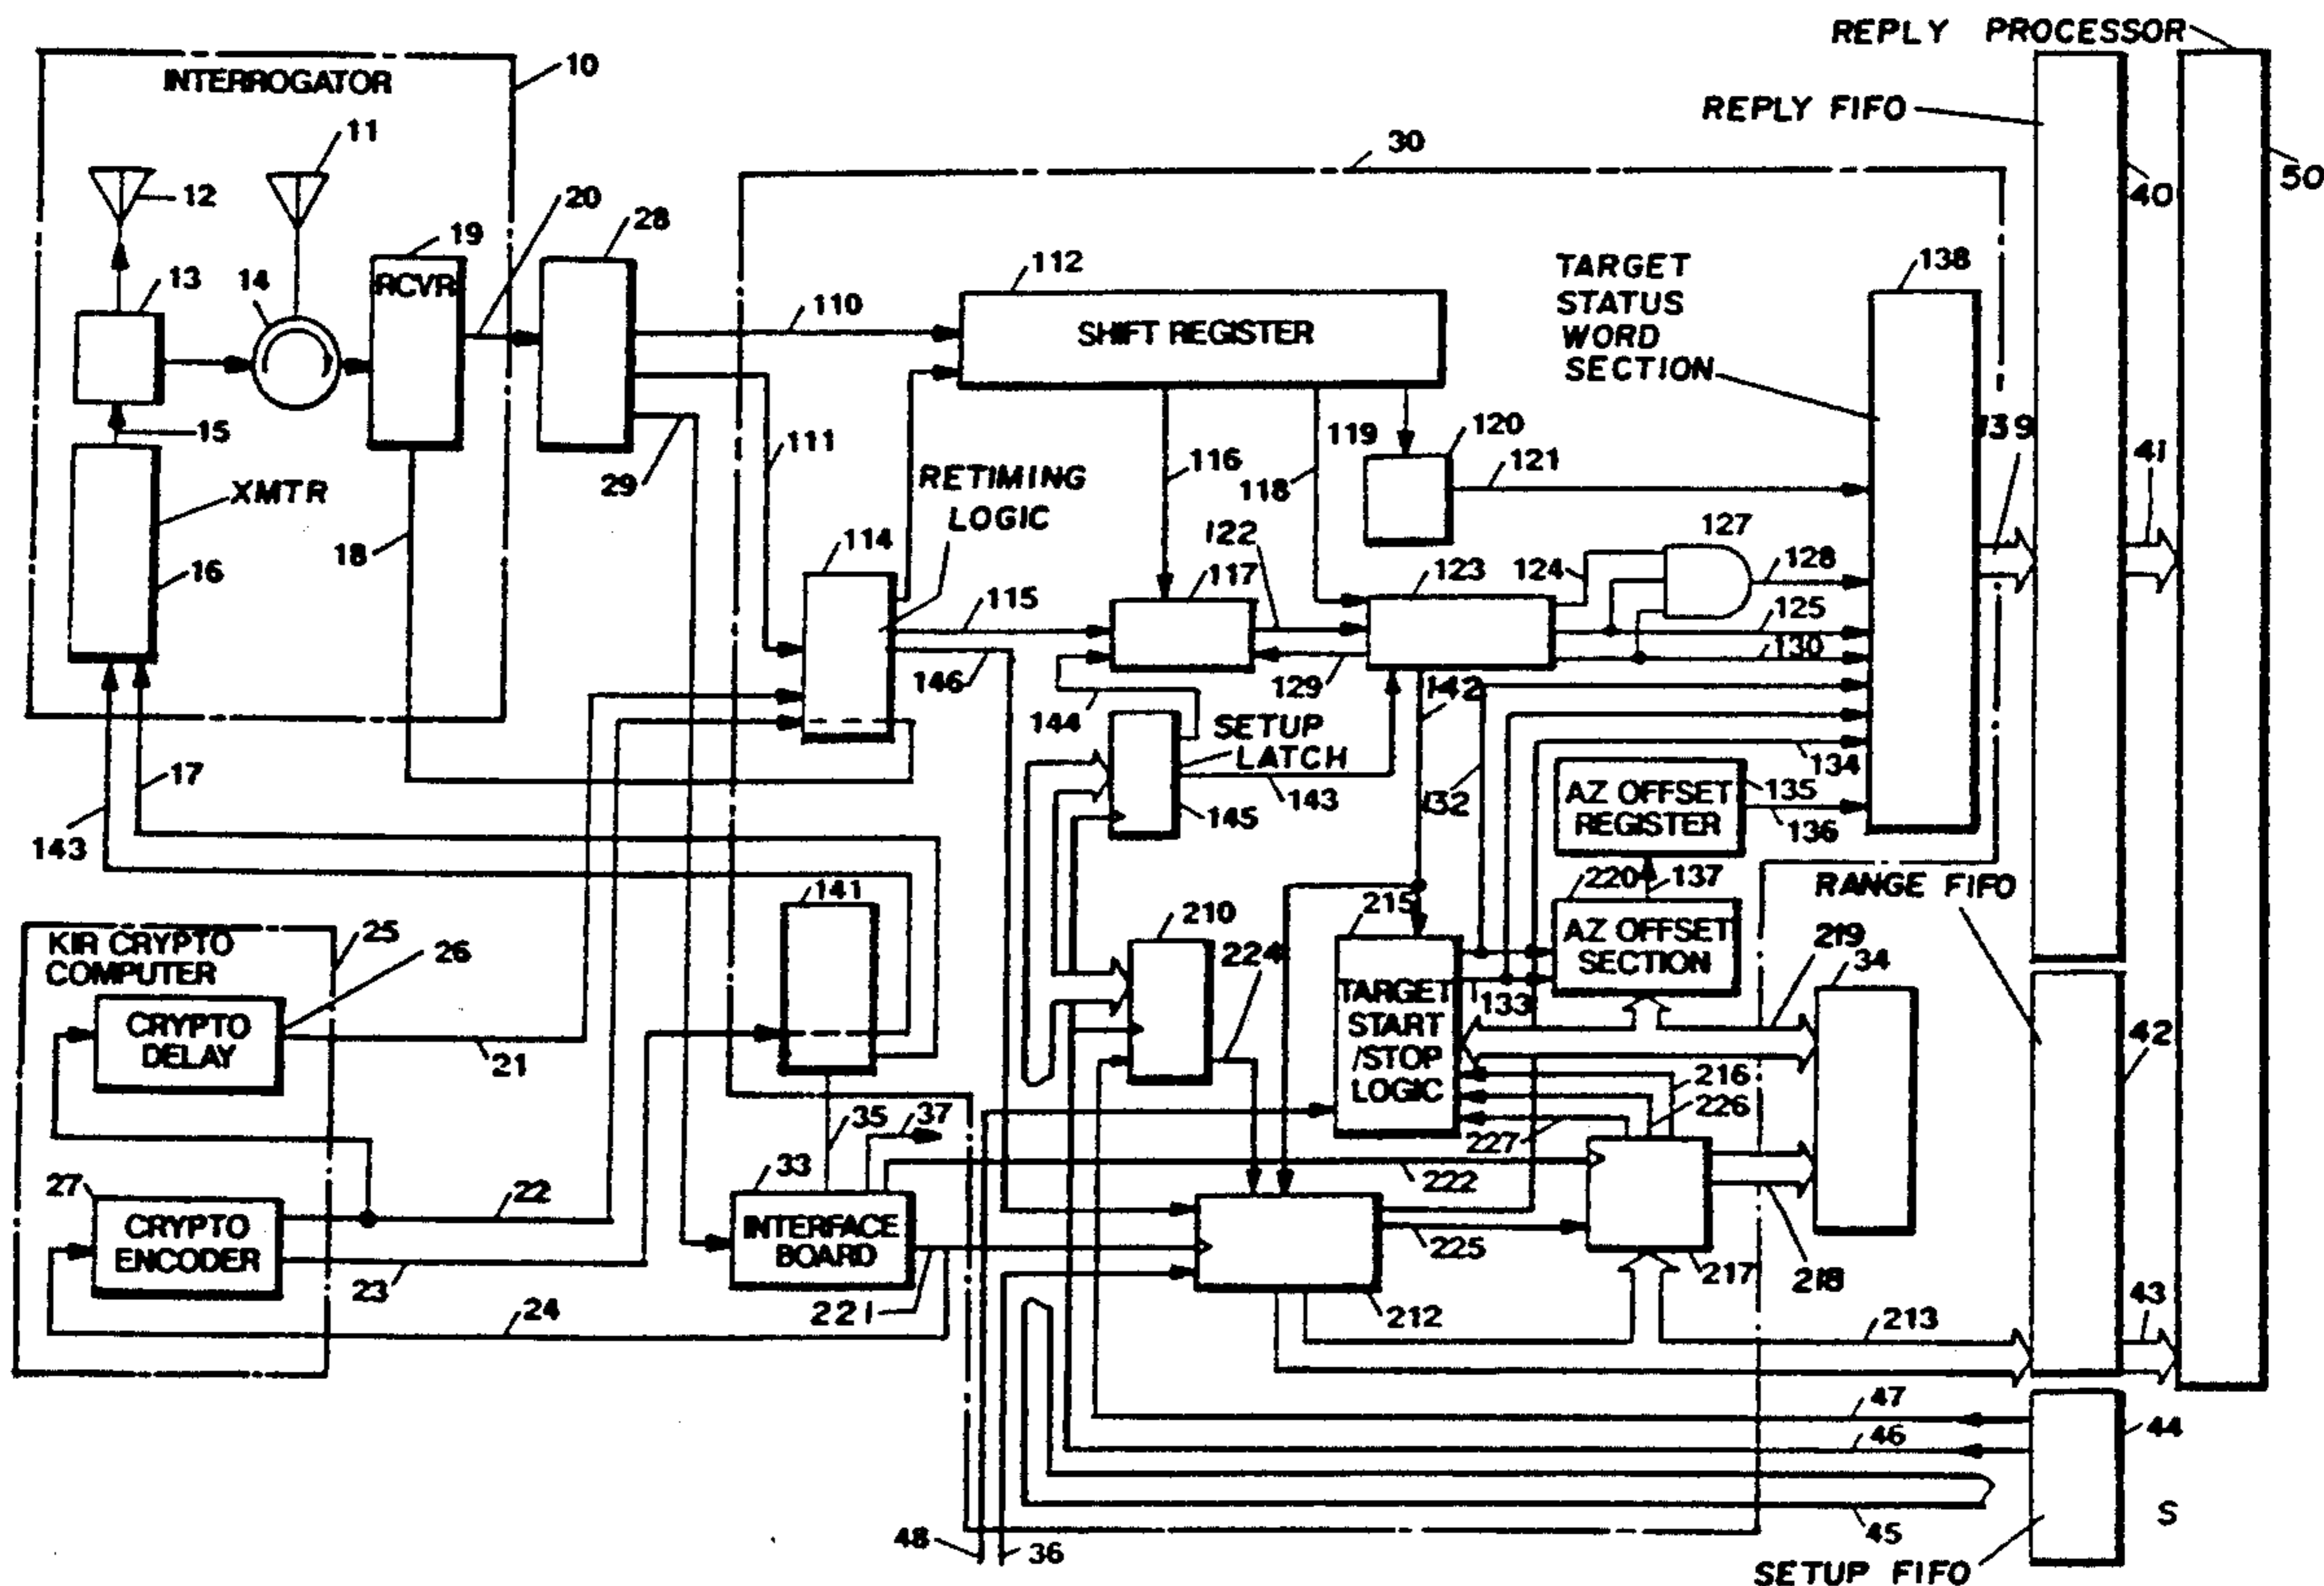 REPLY PROCESSOR
10
INTERROGATOR
REPLY FIFO
11
30
12
40
50
20
28
19
RCVR
13
14
112
TARGET
STATUS
WORD
SECTION
138
110
SHIFT REGISTER
15
111
116
119
120
139
41
118
121
29
RETIMING
LOGIC
XMTR
127
18
114
122
16
117
123
124
128
115
125
130
146
129
142
144
SETUP
LATCH
134
17
132
135
AZ OFFSET
REGISTER
143
145
136
143
141
220
137
RANGE FIFO
25
26
KIR CRYPTO
COMPUTER
210
215
224
AZ OFFSET
SECTION
219
34
133
TARGET
START
/STOP
LOGIC
CRYPTO
DELAY
42
21
216
226
35
37
227
27
22
33
222
CRYPTO
ENCODER
INTERFACE
BOARD
225
23
217
218
24
221
212
213
43
47
44
46
S
48
36
45
SETUP FIFO